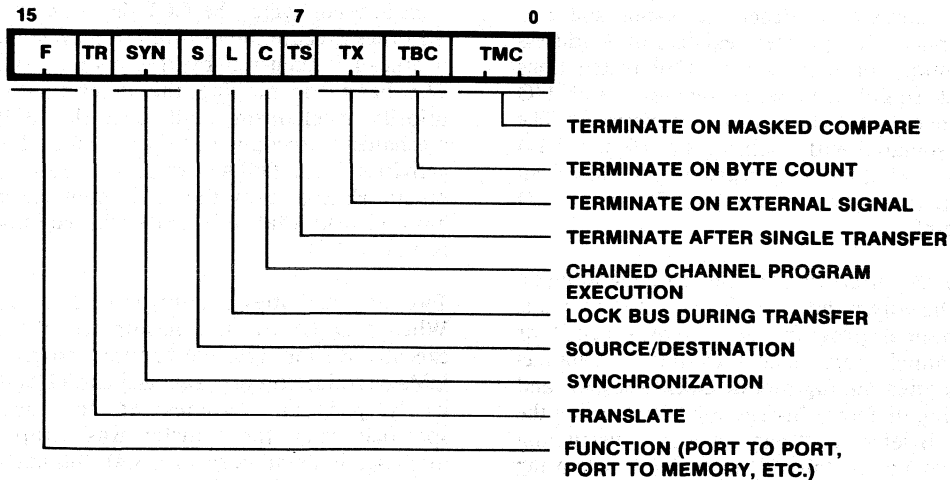 15 7 0
F TR SYN S L C TS TX TBC TMC
TERMINATE ON MASKED COMPARE
TERMINATE ON BYTE COUNT
TERMINATE ON EXTERNAL SIGNAL
TERMINATE AFTER SINGLE TRANSFER
CHAINED CHANNEL PROGRAM
EXECUTION
LOCK BUS DURING TRANSFER
SOURCE/DESTINATION
SYNCHRONIZATION
TRANSLATE
FUNCTION (PORT TO PORT,
PORT TO MEMORY, ETC.)